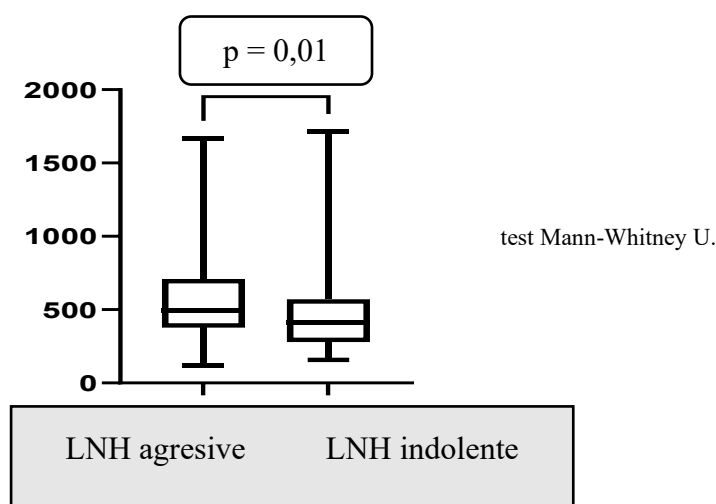 p = 0,01
2000
1500
1000
500
0
test Mann-Whitney U.
LNH agresive
LNH indolente